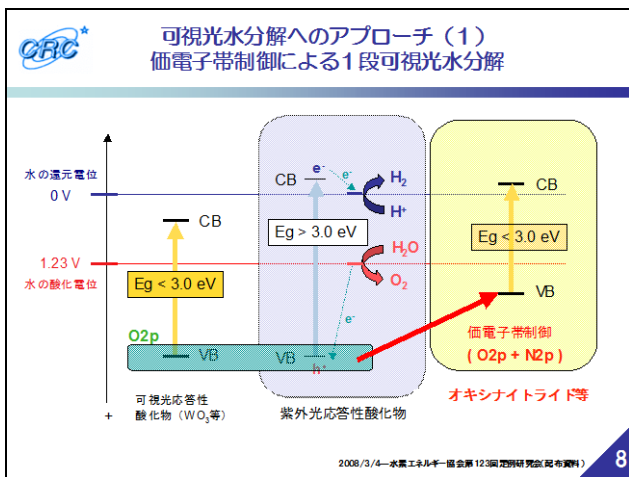 CRC
可視光水分解へのアプローチ（1）
価電子帯制御による1段可視光水分解
水の還元電位
0 V
1.23 V
水の酸化電位
CB
Eg < 3.0 eV
O2p
VB
+
可視光応答性
酸化物（WO₃等）
e⁻
e⁻
CB
H₂
H⁺
Eg > 3.0 eV
H₂O
O₂
e⁻
VB
h⁺
紫外光応答性酸化物
CB
Eg < 3.0 eV
VB
価電子帯制御
( O2p + N2p )
オキシナイトライド等
2008/3/4―水素エネルギー協会第123回定例研究会(配布資料)
8